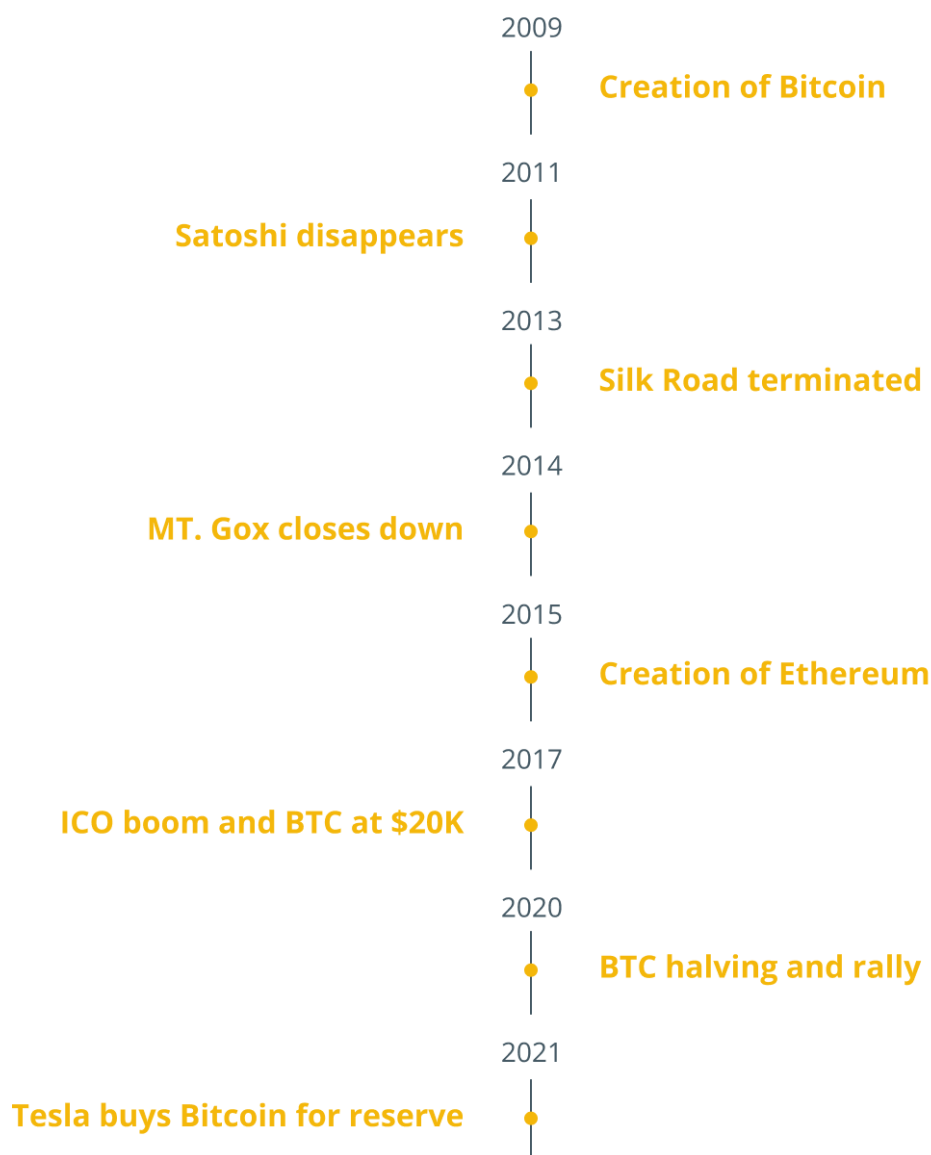 2009
Creation of Bitcoin
2011
Satoshi disappears
2013
Silk Road terminated
2014
MT. Gox closes down
2015
Creation of Ethereum
2017
ICO boom and BTC at $20K
2020
BTC halving and rally
2021
Tesla buys Bitcoin for reserve